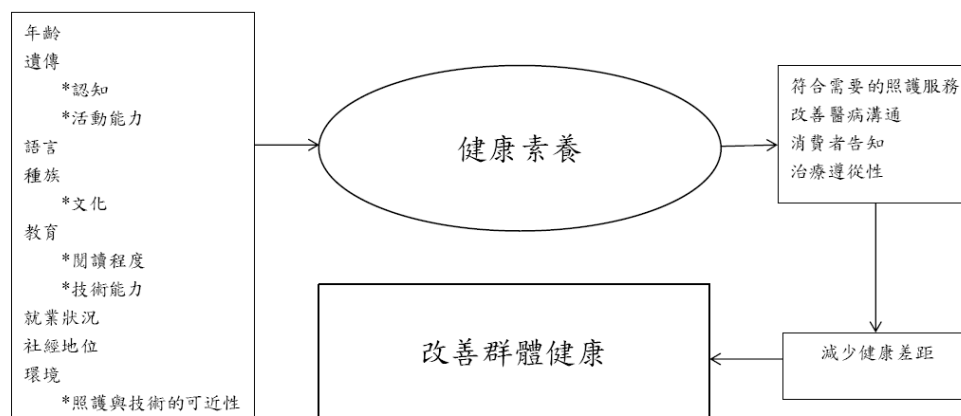 年齡
遺傳
*認知
*活動能力
語言
種族
*文化
教育
*閱讀程度
*技術能力
就業狀況
社經地位
環境
*照護與技術的可近性
健康素養
符合需要的照護服務
改善醫病溝通
消費者告知
治療遵從性
減少健康差距
改善群體健康